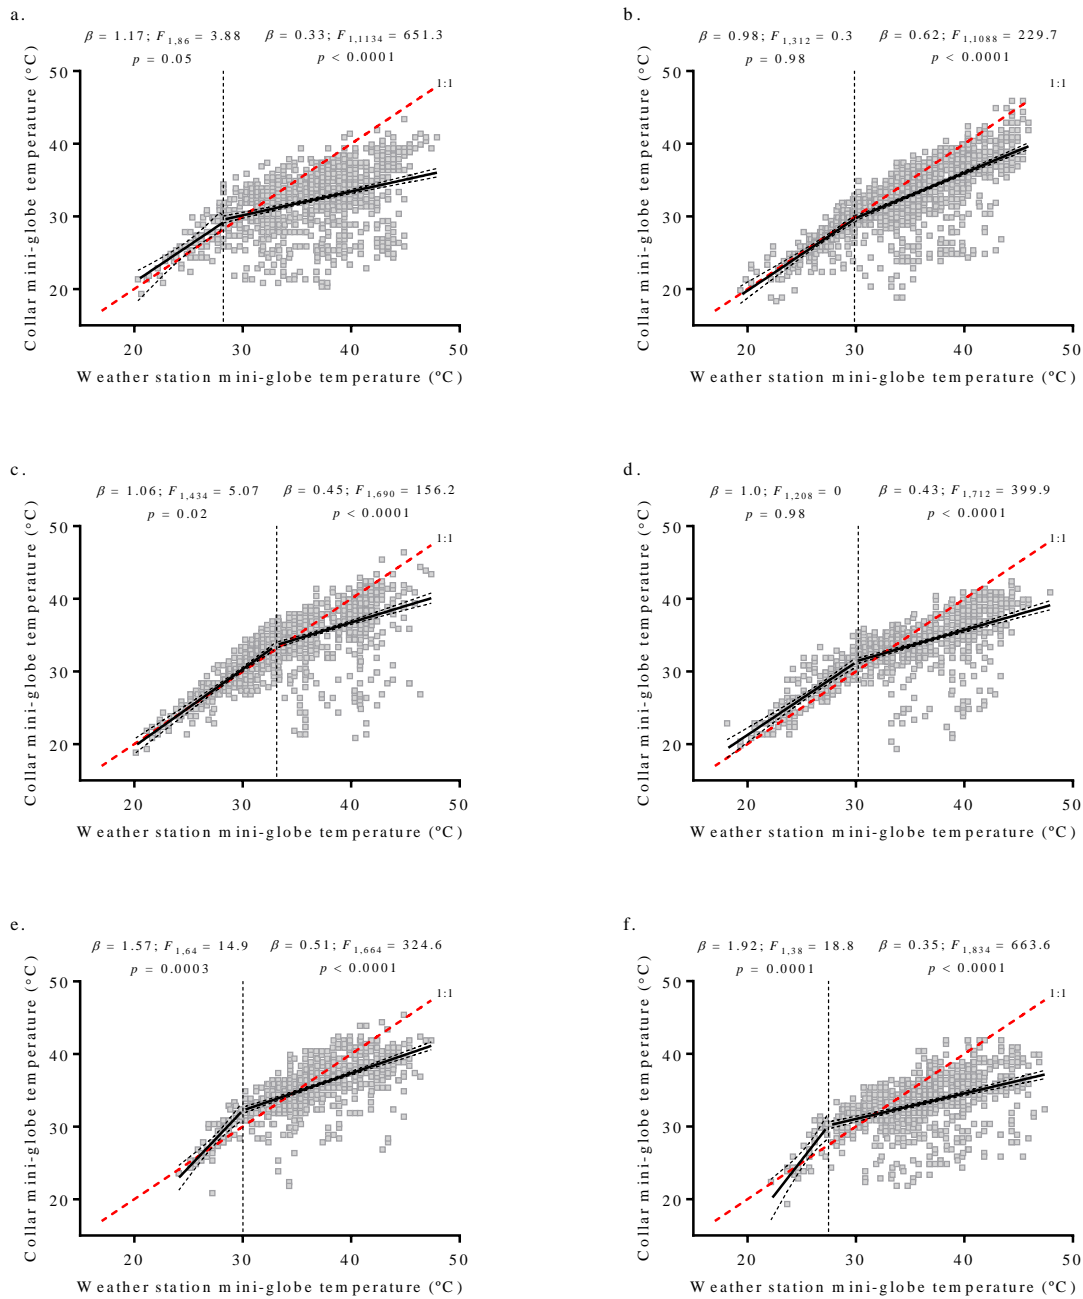 a.
β = 1.17; F1,86 = 3.88 β = 0.33; F1,1134 = 651.3
p = 0.05 p < 0.0001
1:1
50
40
30
20
20 30 40 50
Collar mini-globe temperature (°C)
Weather station mini-globe temperature (ºC)
b.
β = 0.98; F1,312 = 0.3 β = 0.62; F1,1088 = 229.7
p = 0.98 p < 0.0001
1:1
50
40
30
20
20 30 40 50
Collar mini-globe temperature (°C)
Weather station mini-globe temperature (ºC)
c.
β = 1.06; F1,434 = 5.07 β = 0.45; F1,690 = 156.2
p = 0.02 p < 0.0001
1:1
50
40
30
20
20 30 40 50
Collar mini-globe temperature (°C)
Weather station mini-globe temperature (ºC)
d.
β = 1.0; F1,208 = 0 β = 0.43; F1,712 = 399.9
p = 0.98 p < 0.0001
1:1
50
40
30
20
20 30 40 50
Collar mini-globe temperature (°C)
Weather station mini-globe temperature (ºC)
e.
β = 1.57; F1,64 = 14.9 β = 0.51; F1,664 = 324.6
p = 0.0003 p < 0.0001
1:1
50
40
30
20
20 30 40 50
Collar mini-globe temperature (°C)
Weather station mini-globe temperature (ºC)
f.
β = 1.92; F1,38 = 18.8 β = 0.35; F1,834 = 663.6
p = 0.0001 p < 0.0001
1:1
50
40
30
20
20 30 40 50
Collar mini-globe temperature (°C)
Weather station mini-globe temperature (ºC)